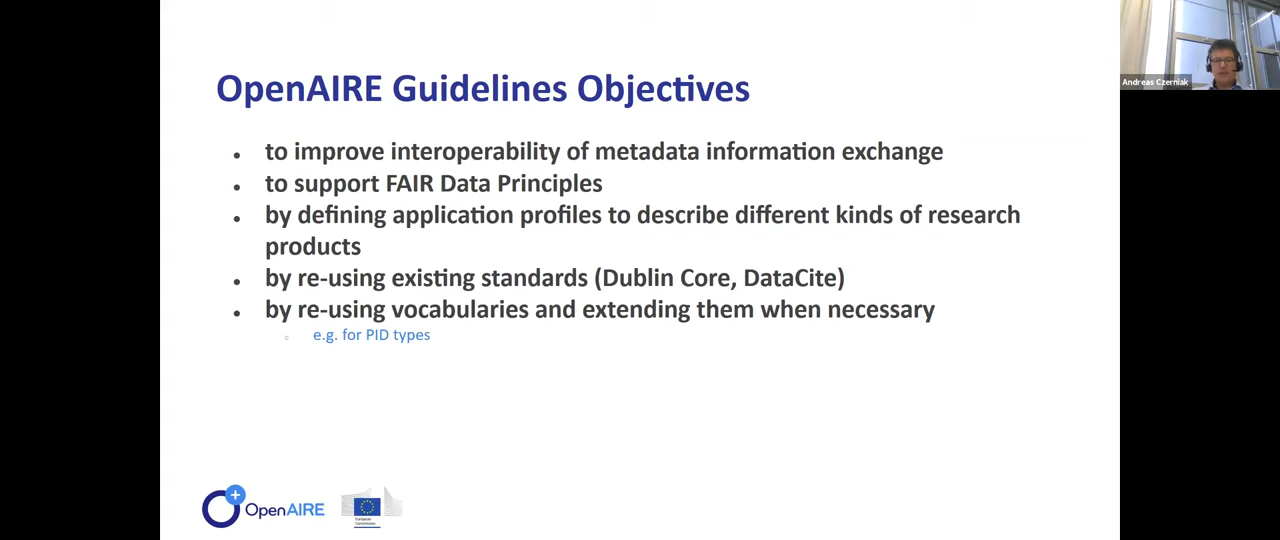 OpenAIRE Guidelines Objectives
Andreas Czerniak
• to improve interoperability of metadata information exchange
• to support FAIR Data Principles
• by defining application profiles to describe different kinds of research
products
• by re-using existing standards (Dublin Core, DataCite)
• by re-using vocabularies and extending them when necessary
○ e.g. for PID types
OpenAIRE
European
Commission